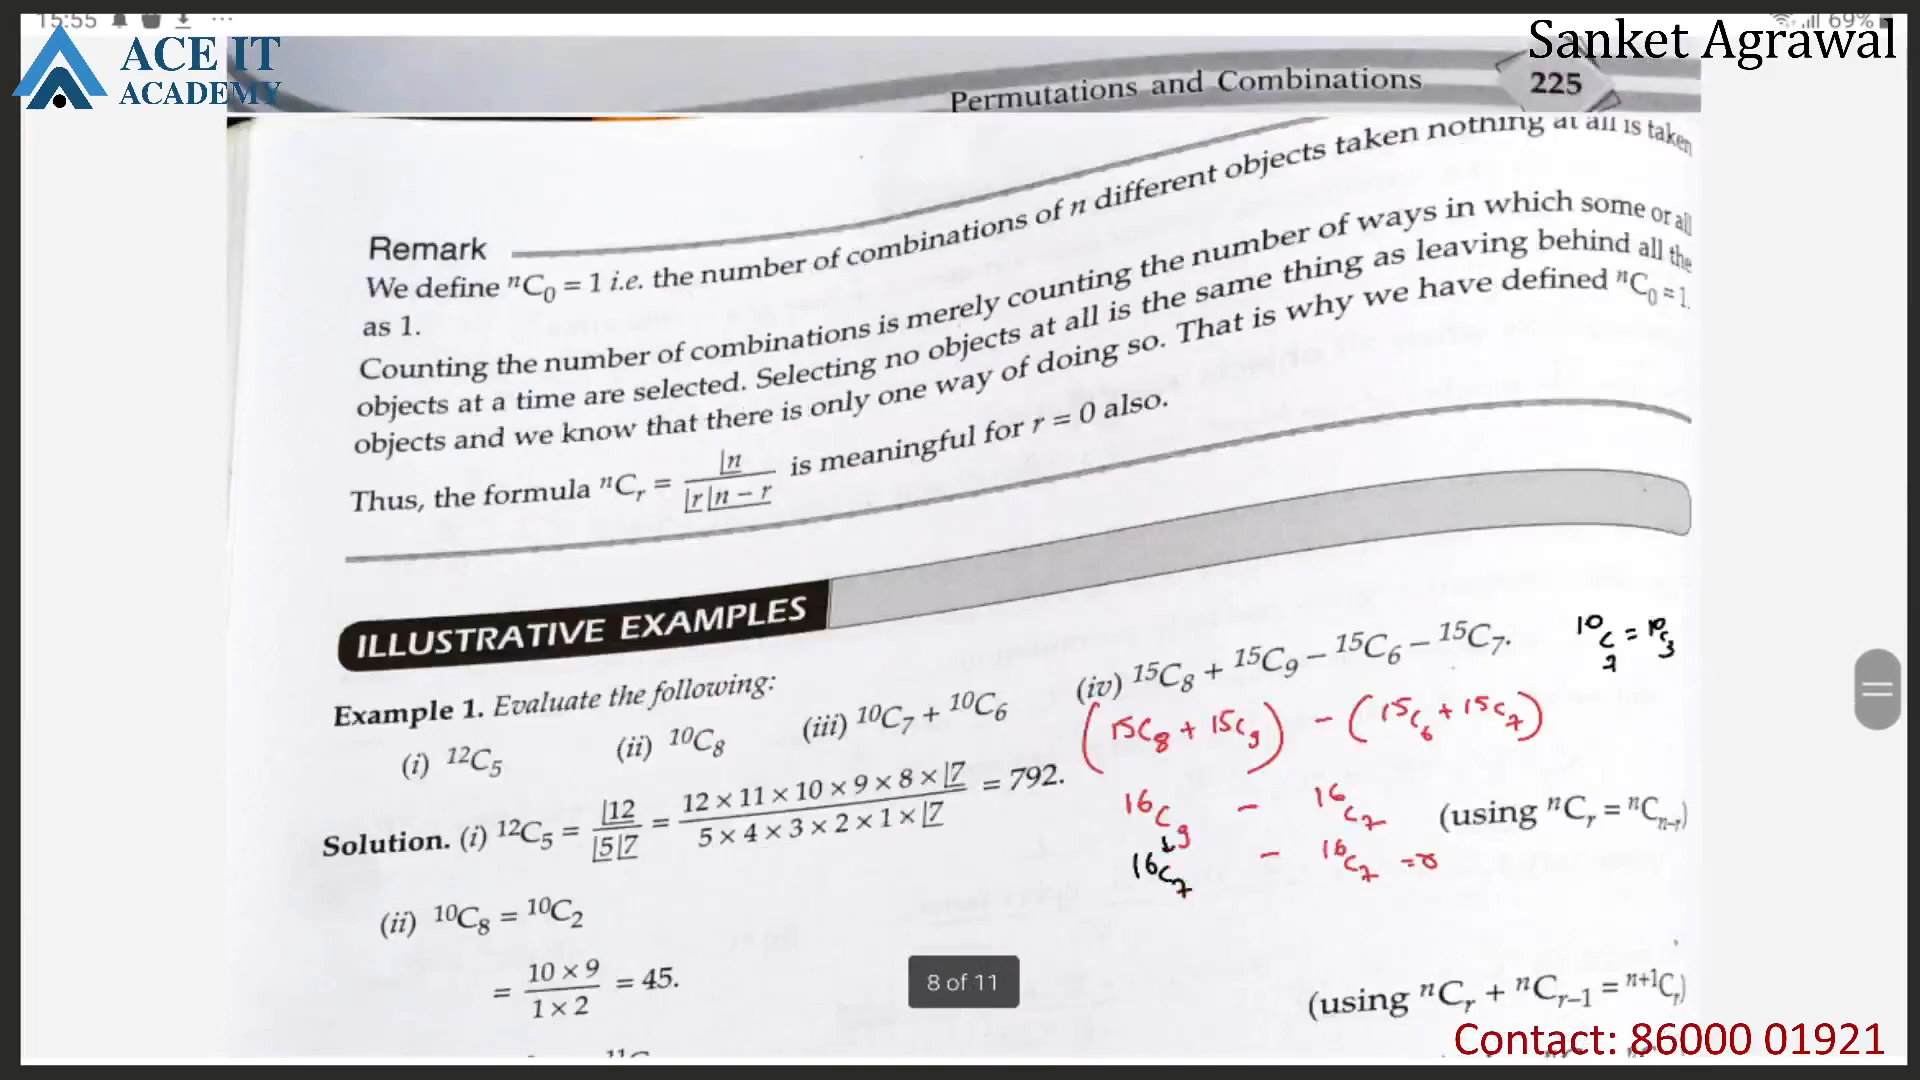 15:55 69%
ACE IT
ACADEMY
Sanket Agrawal
Permutations and Combinations 225
Remark
We define ⁿC₀ = 1 i.e. the number of combinations of n different objects taken nothing at all is taken
as 1.
Counting the number of combinations is merely counting the number of ways in which some or all
objects at a time are selected. Selecting no objects at all is the same thing as leaving behind all the
objects and we know that there is only one way of doing so. That is why we have defined ⁿC₀ = 1.
Thus, the formula ⁿCᵣ = |n / |r |n – r is meaningful for r = 0 also.
ILLUSTRATIVE EXAMPLES
Example 1. Evaluate the following:
(i) ¹²C₅ (ii) ¹⁰C₈ (iii) ¹⁰C₇ + ¹⁰C₆ (iv) ¹⁵C₈ + ¹⁵C₉ – ¹⁵C₆ – ¹⁵C₇.
¹⁰C₇ = ¹⁰C₃
(15C₈ + 15C₉) – (15C₆ + 15C₇)
Solution. (i) ¹²C₅ = |12 / |5 |7 = 12 × 11 × 10 × 9 × 8 × |7 / 5 × 4 × 3 × 2 × 1 × |7 = 792.
16C₉ – 16C₇
(using ⁿCᵣ = ⁿCₙ₋ᵣ)
16C₇ – 16C₇ = 0
(ii) ¹⁰C₈ = ¹⁰C₂
= 10 × 9 / 1 × 2 = 45.
8 of 11
(using ⁿCᵣ + ⁿCᵣ₋₁ = ⁿ⁺¹Cᵣ)
Contact: 86000 01921